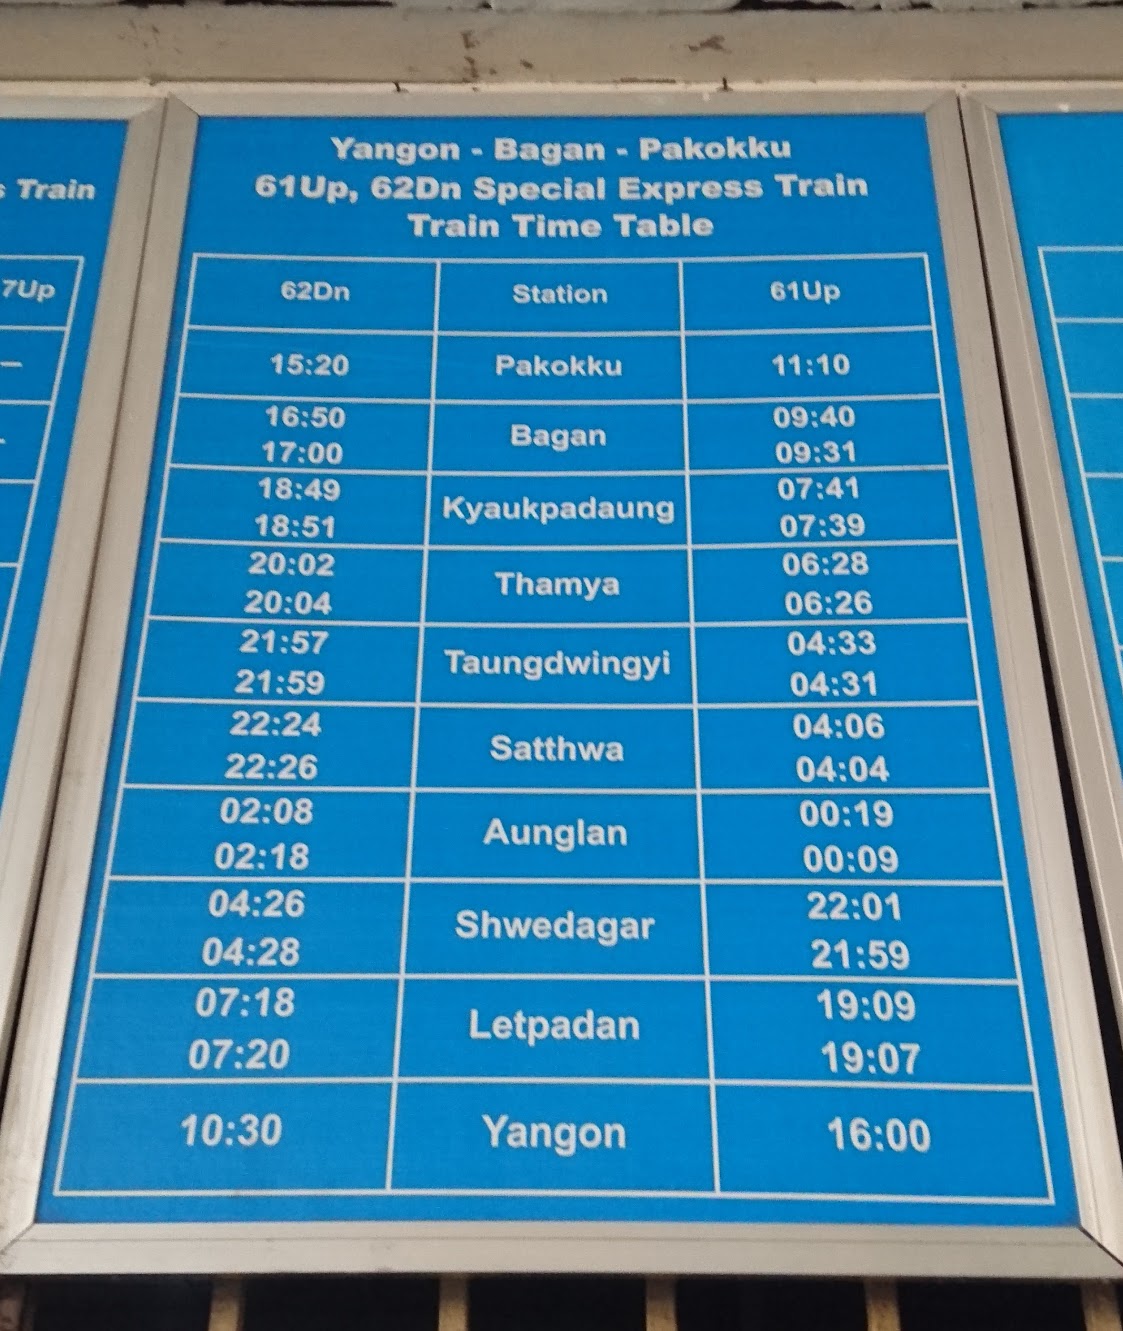 s Train
7Up
Yangon - Bagan - Pakokku
61Up, 62Dn Special Express Train
Train Time Table
62Dn Station 61Up
15:20 Pakokku 11:10
16:50 Bagan 09:40
17:00 09:31
18:49 Kyaukpadaung 07:41
18:51 07:39
20:02 Thamya 06:28
20:04 06:26
21:57 Taungdwingyi 04:33
21:59 04:31
22:24 Satthwa 04:06
22:26 04:04
02:08 Aunglan 00:19
02:18 00:09
04:26 Shwedagar 22:01
04:28 21:59
07:18 Letpadan 19:09
07:20 19:07
10:30 Yangon 16:00